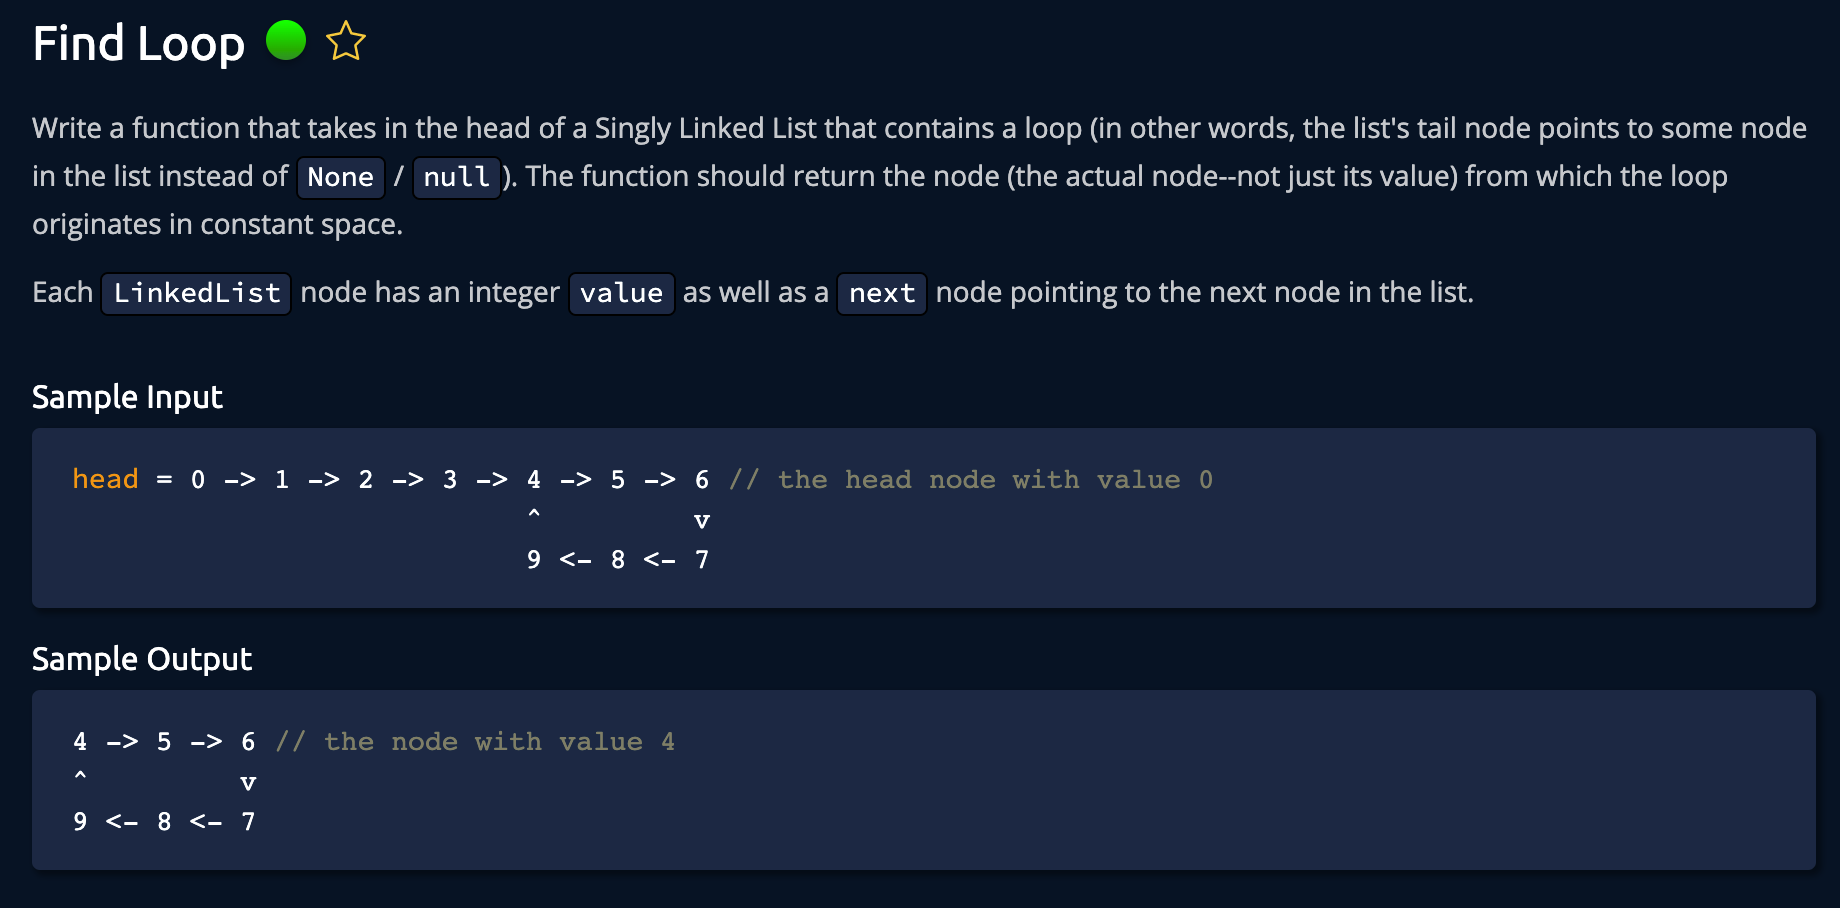 Find Loop
Write a function that takes in the head of a Singly Linked List that contains a loop (in other words, the list's tail node points to some node
in the list instead of None / null ). The function should return the node (the actual node--not just its value) from which the loop
originates in constant space.
Each LinkedList node has an integer value as well as a next node pointing to the next node in the list.
Sample Input
head = 0 -> 1 -> 2 -> 3 -> 4 -> 5 -> 6 // the head node with value 0
^ v
9 <- 8 <- 7
Sample Output
4 -> 5 -> 6 // the node with value 4
^ v
9 <- 8 <- 7